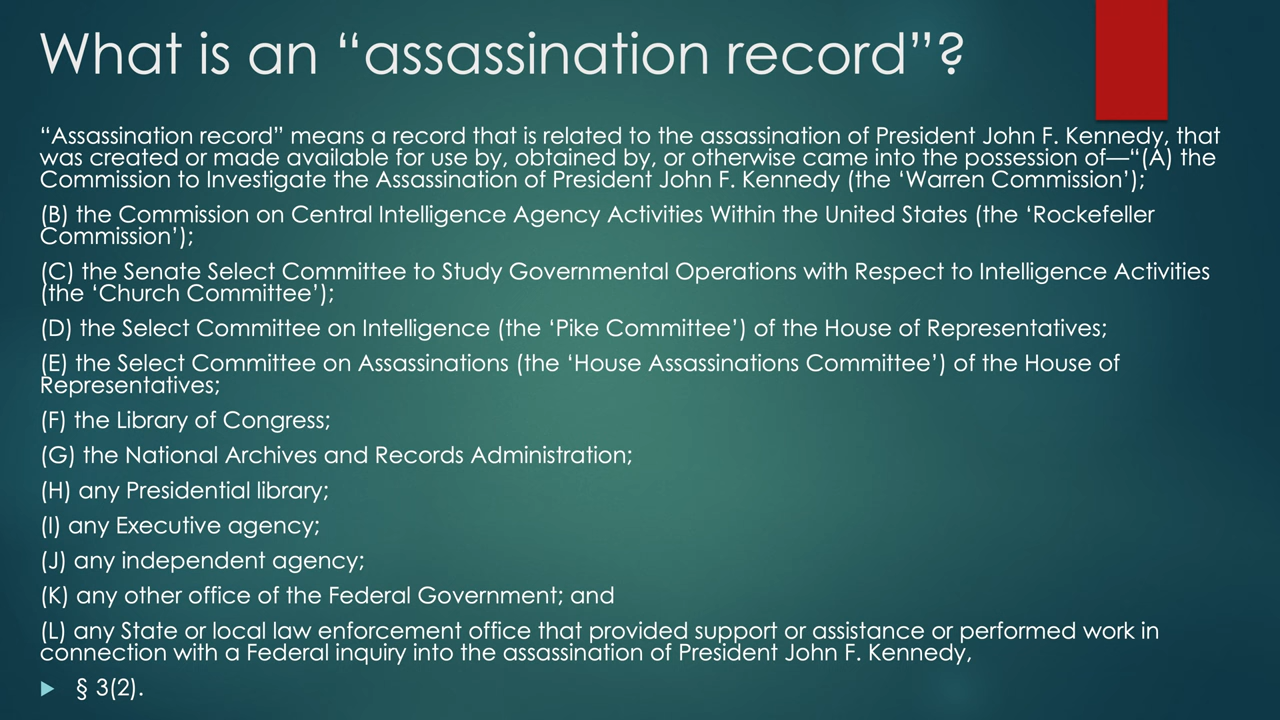 What is an “assassination record”?
“Assassination record” means a record that is related to the assassination of President John F. Kennedy, that
was created or made available for use by, obtained by, or otherwise came into the possession of—“(A) the
Commission to Investigate the Assassination of President John F. Kennedy (the ‘Warren Commission’);
(B) the Commission on Central Intelligence Agency Activities Within the United States (the ‘Rockefeller
Commission’);
(C) the Senate Select Committee to Study Governmental Operations with Respect to Intelligence Activities
(the ‘Church Committee’);
(D) the Select Committee on Intelligence (the ‘Pike Committee’) of the House of Representatives;
(E) the Select Committee on Assassinations (the ‘House Assassinations Committee’) of the House of
Representatives;
(F) the Library of Congress;
(G) the National Archives and Records Administration;
(H) any Presidential library;
(I) any Executive agency;
(J) any independent agency;
(K) any other office of the Federal Government; and
(L) any State or local law enforcement office that provided support or assistance or performed work in
connection with a Federal inquiry into the assassination of President John F. Kennedy,
§ 3(2).